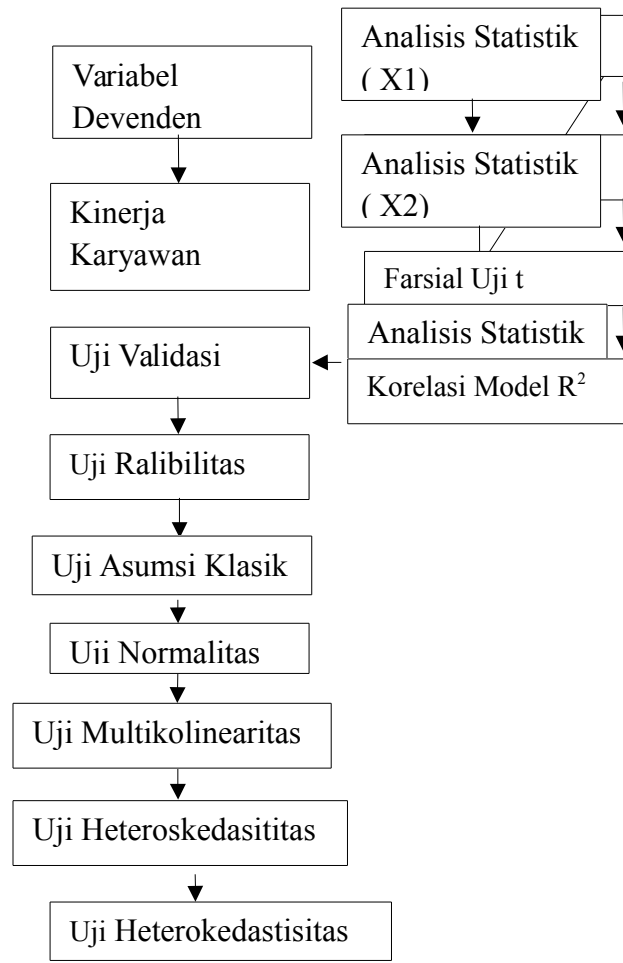 Variabel
Devenden
Kinerja
Karyawan
Analisis Statistik
( X1)
Analisis Statistik
( X2)
Farsial Uji t
Analisis Statistik
Korelasi Model R²
Uji Validasi
Uji Ralibilitas
Uji Asumsi Klasik
Uji Normalitas
Uji Multikolinearitas
Uji Heteroskedasititas
Uji Heterokedastisitas